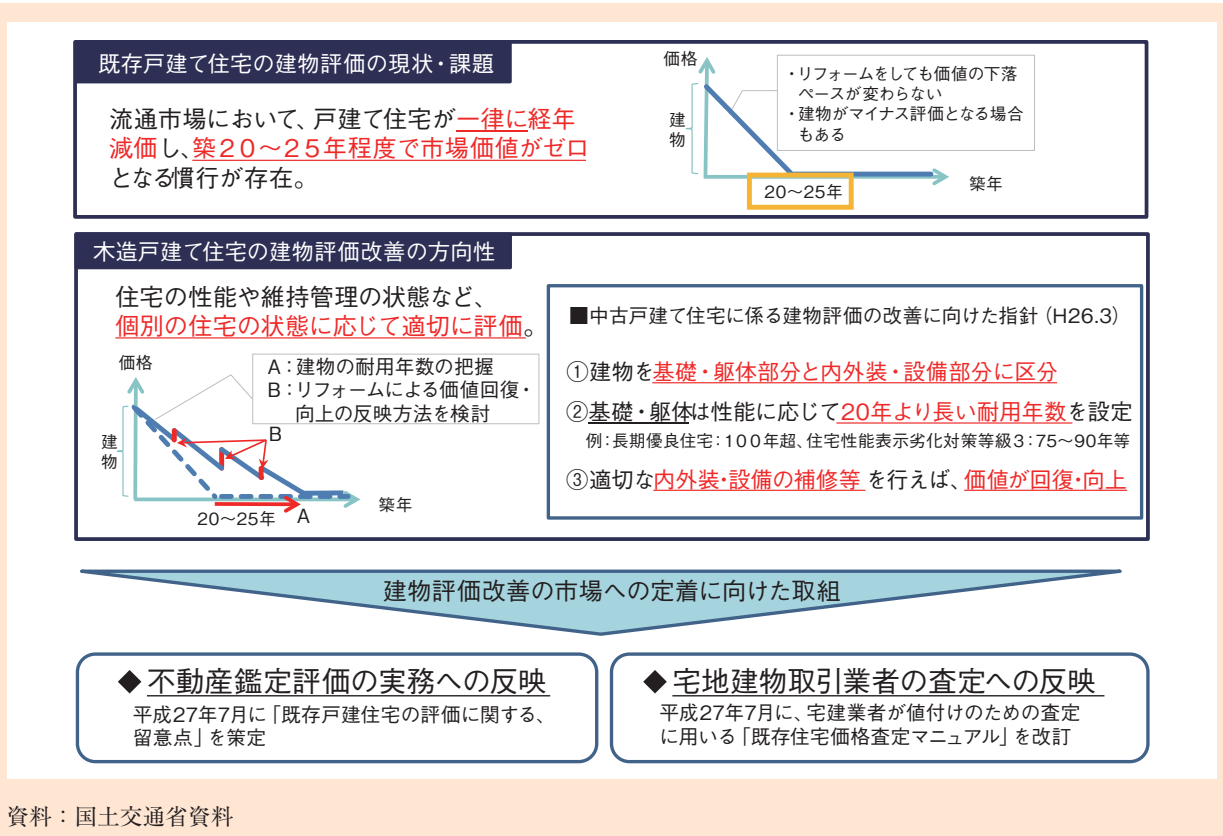 既存戸建て住宅の建物評価の現状・課題
流通市場において、戸建て住宅が一律に経年
減価し、築20～25年程度で市場価値がゼロ
となる慣行が存在。
価格
建
物
・リフォームをしても価値の下落
ペースが変わらない
・建物がマイナス評価となる場合
もある
20～25年
築年
木造戸建て住宅の建物評価改善の方向性
住宅の性能や維持管理の状態など、
個別の住宅の状態に応じて適切に評価。
価格
A：建物の耐用年数の把握
B：リフォームによる価値回復・
向上の反映方法を検討
建
物
B
築年
20～25年
A
■中古戸建て住宅に係る建物評価の改善に向けた指針（H26.3）
①建物を基礎・躯体部分と内外装・設備部分に区分
②基礎・躯体は性能に応じて20年より長い耐用年数を設定
例：長期優良住宅：100年超、住宅性能表示劣化対策等級3：75～90年等
③適切な内外装・設備の補修等 を行えば、価値が回復・向上
建物評価改善の市場への定着に向けた取組
◆ 不動産鑑定評価の実務への反映
平成27年7月に「既存戸建住宅の評価に関する、
留意点」を策定
◆ 宅地建物取引業者の査定への反映
平成27年7月に、宅建業者が値付けのための査定
に用いる「既存住宅価格査定マニュアル」を改訂
資料：国土交通省資料